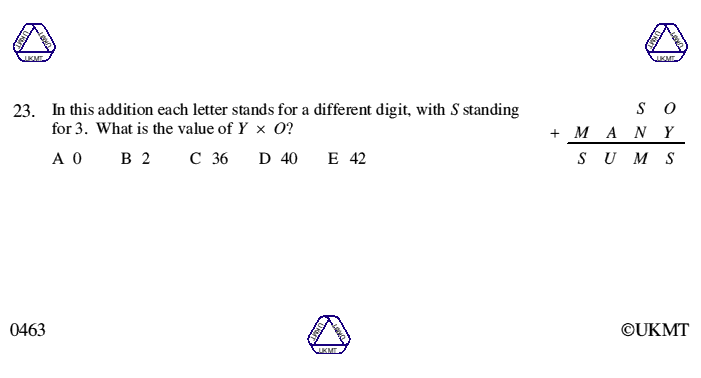 UKMT UKMT UKMT
UKMT UKMT UKMT
23. In this addition each letter stands for a different digit, with S standing
for 3. What is the value of Y × O?
A 0 B 2 C 36 D 40 E 42
S O
+ M A N Y
S U M S
0463
UKMT UKMT UKMT
©UKMT